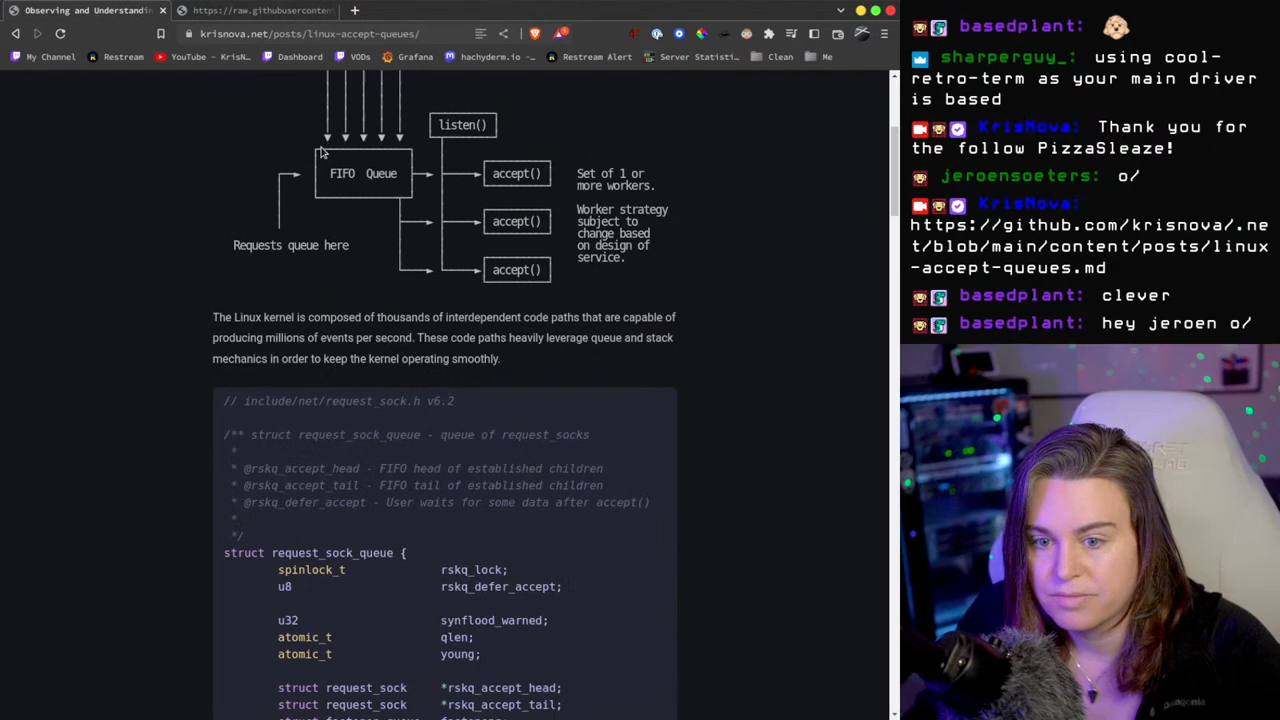 Observing and Understandin
https://raw.githubuserconten
krisnova.net/posts/linux-accept-queues/
My Channel
Restream
YouTube - KrisN...
Dashboard
VODs
Grafana
hachyderm.io - ...
Restream Alert
Server Statisti...
Clean
Me
listen()
FIFO Queue
accept()
Set of 1 or
more workers.
accept()
Worker strategy
subject to
change based
on design of
service.
Requests queue here
accept()
The Linux kernel is composed of thousands of interdependent code paths that are capable of
producing millions of events per second. These code paths heavily leverage queue and stack
mechanics in order to keep the kernel operating smoothly.
// include/net/request_sock.h v6.2
/** struct request_sock_queue - queue of request_socks
*
* @rskq_accept_head - FIFO head of established children
* @rskq_accept_tail - FIFO tail of established children
* @rskq_defer_accept - User waits for some data after accept()
*
*/
struct request_sock_queue {
spinlock_t rskq_lock;
u8 rskq_defer_accept;
u32 synflood_warned;
atomic_t qlen;
atomic_t young;
struct request_sock *rskq_accept_head;
struct request_sock *rskq_accept_tail;
basedplant:
sharperguy_: using cool-
retro-term as your main driver
is based
KrisNova: Thank you for
the follow PizzaSleaze!
jeroensoeters: o/
KrisNova:
https://github.com/krisnova/.ne
t/blob/main/content/posts/linux
-accept-queues.md
basedplant: clever
basedplant: hey jeroen o/